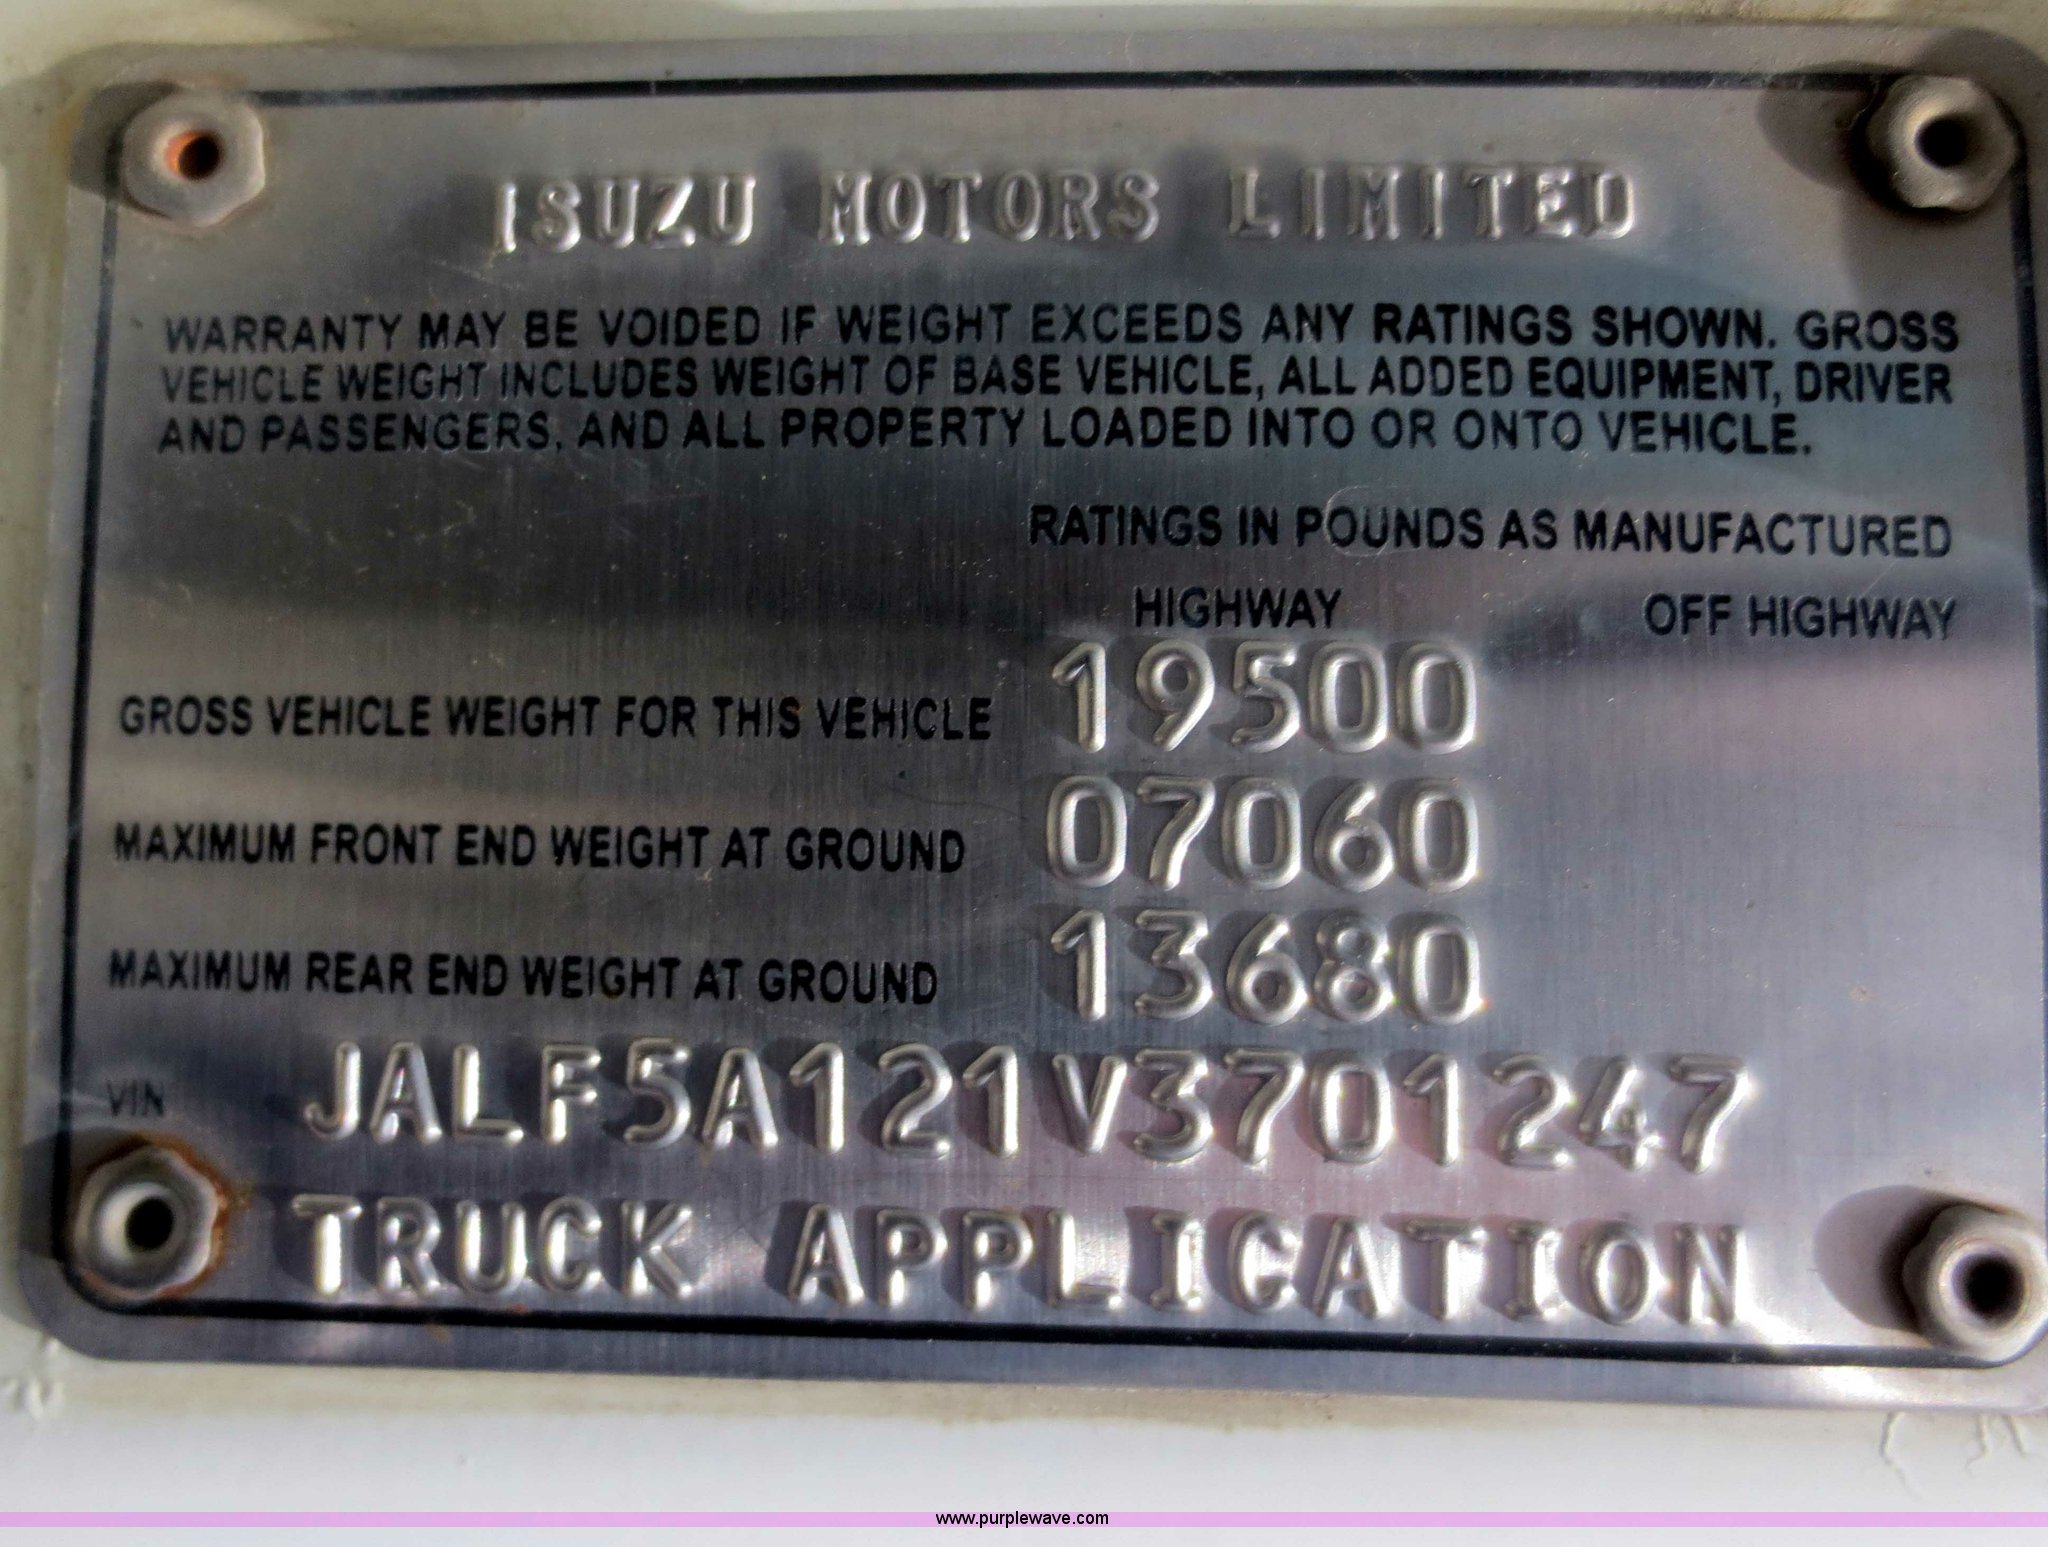 ISUZU MOTORS LIMITED
WARRANTY MAY BE VOIDED IF WEIGHT EXCEEDS ANY RATINGS SHOWN. GROSS
VEHICLE WEIGHT INCLUDES WEIGHT OF BASE VEHICLE, ALL ADDED EQUIPMENT, DRIVER
AND PASSENGERS, AND ALL PROPERTY LOADED INTO OR ONTO VEHICLE.
RATINGS IN POUNDS AS MANUFACTURED
HIGHWAY OFF HIGHWAY
GROSS VEHICLE WEIGHT FOR THIS VEHICLE 19500
MAXIMUM FRONT END WEIGHT AT GROUND 07060
MAXIMUM REAR END WEIGHT AT GROUND 13680
VIN JALF5A121V3701247
TRUCK APPLICATION
www.purplewave.com